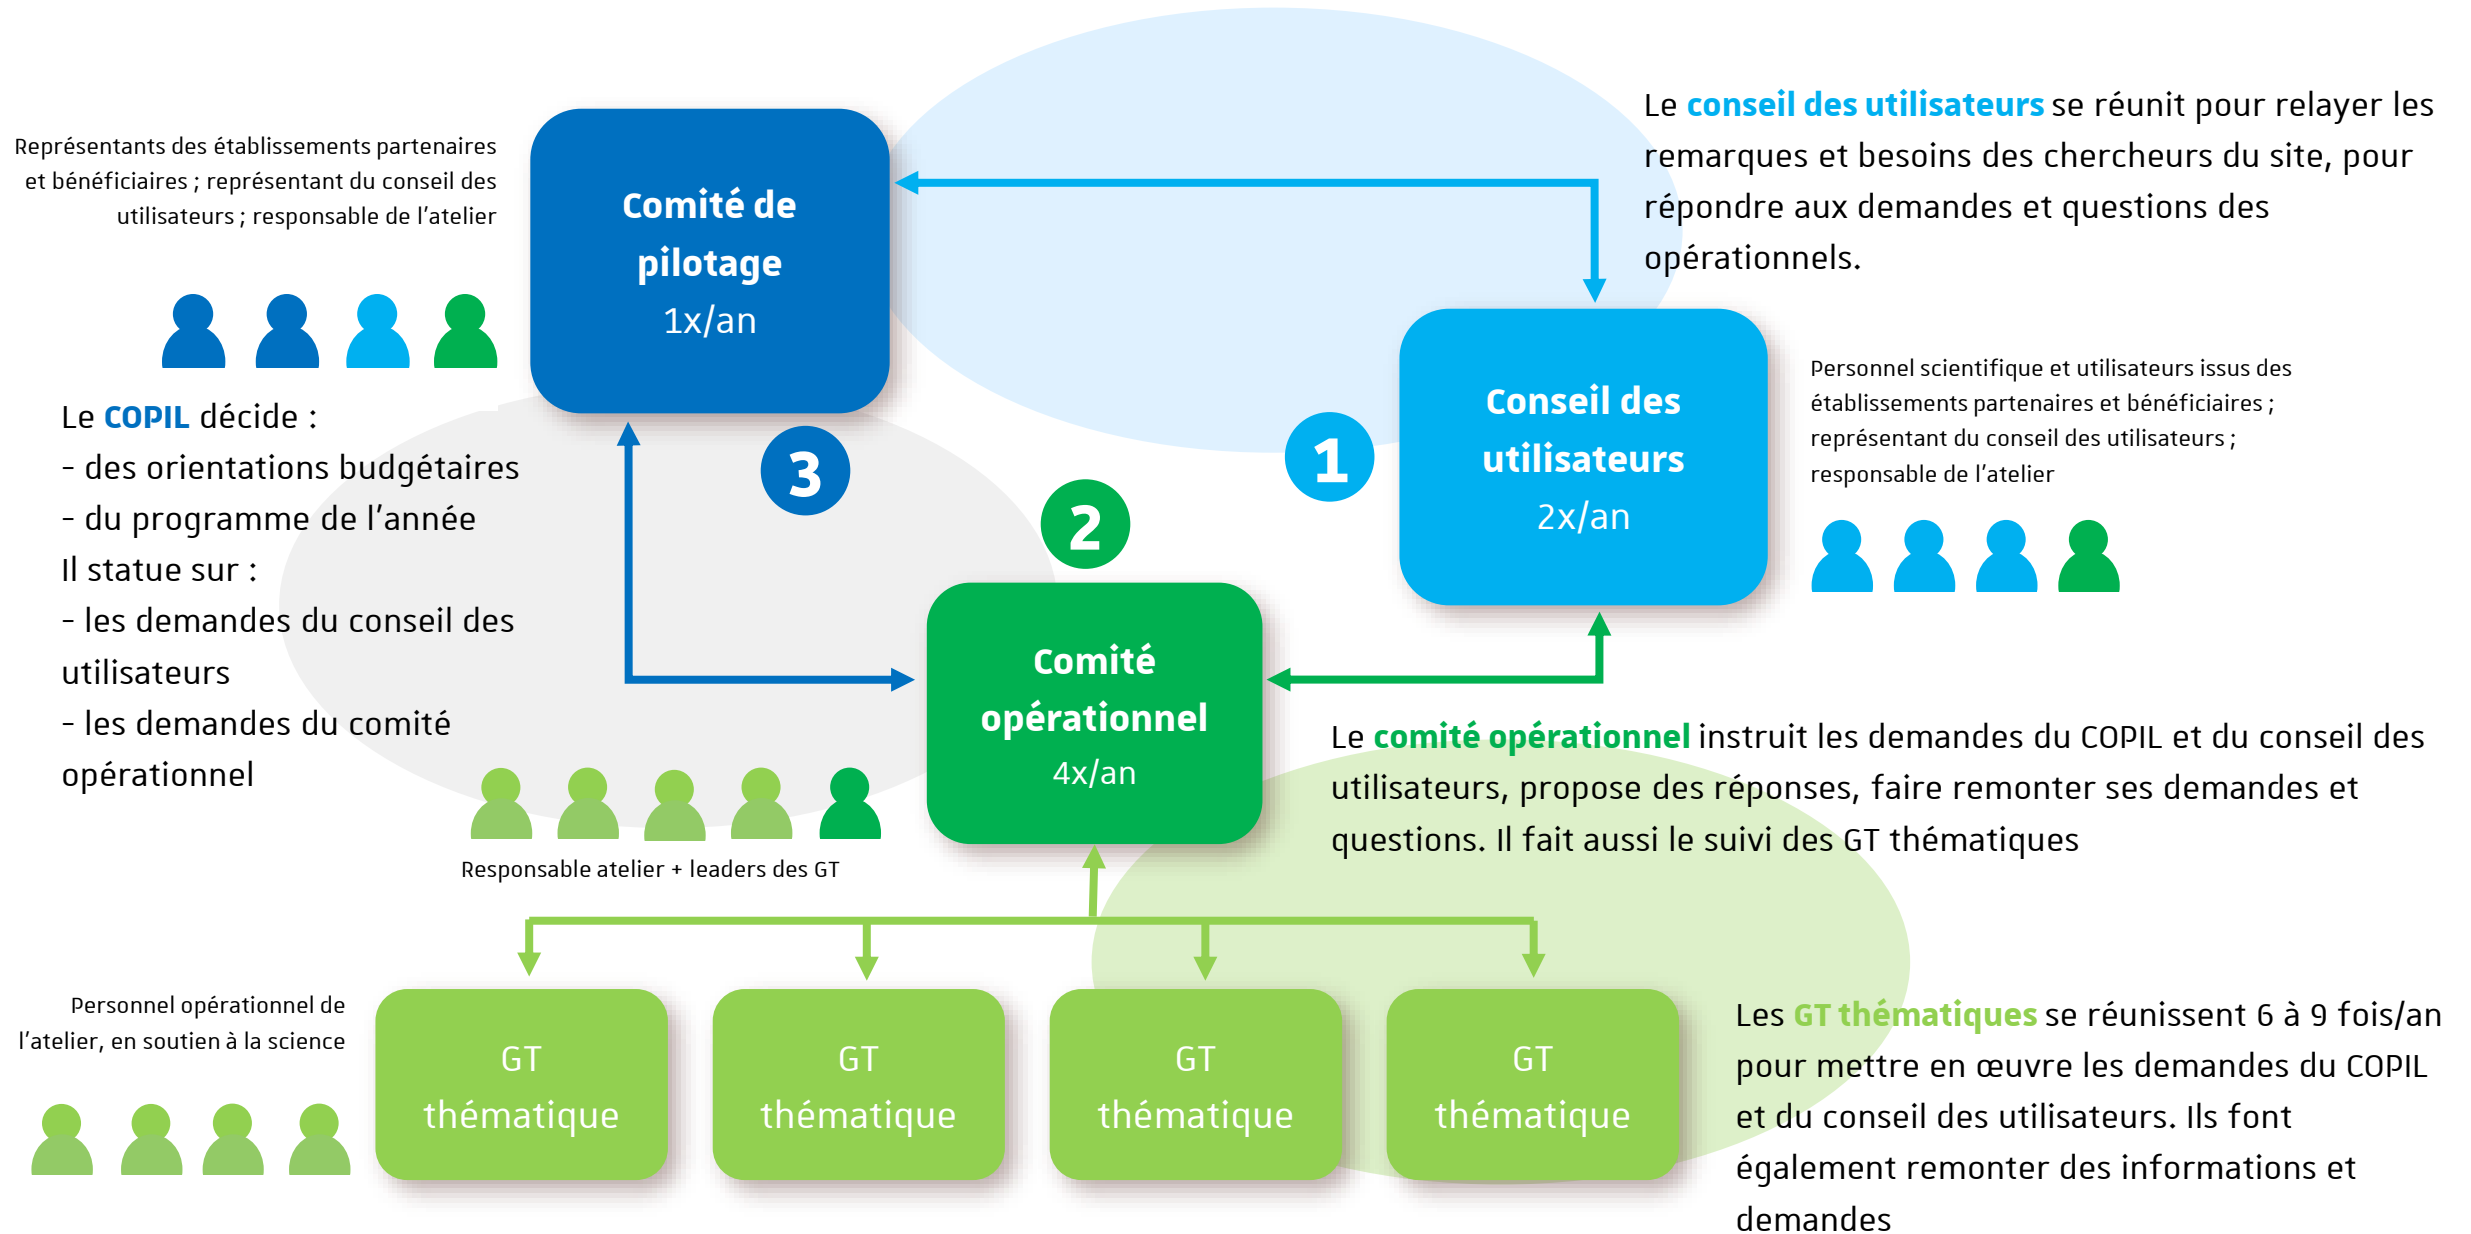 Représentants des établissements partenaires
et bénéficiaires ; représentant du conseil des
utilisateurs ; responsable de l'atelier
Comité de
pilotage
1x/an
Le conseil des utilisateurs se réunit pour relayer les
remarques et besoins des chercheurs du site, pour
répondre aux demandes et questions des
opérationnels.
Conseil des
utilisateurs
2x/an
Personnel scientifique et utilisateurs issus des
établissements partenaires et bénéficiaires ;
représentant du conseil des utilisateurs ;
responsable de l'atelier
1
2
3
Le COPIL décide :
- des orientations budgétaires
- du programme de l'année
Il statue sur :
- les demandes du conseil des
utilisateurs
- les demandes du comité
opérationnel
Comité
opérationnel
4x/an
Responsable atelier + leaders des GT
Le comité opérationnel instruit les demandes du COPIL et du conseil des
utilisateurs, propose des réponses, faire remonter ses demandes et
questions. Il fait aussi le suivi des GT thématiques
Personnel opérationnel de
l'atelier, en soutien à la science
GT
thématique
GT
thématique
GT
thématique
GT
thématique
Les GT thématiques se réunissent 6 à 9 fois/an
pour mettre en œuvre les demandes du COPIL
et du conseil des utilisateurs. Ils font
également remonter des informations et
demandes